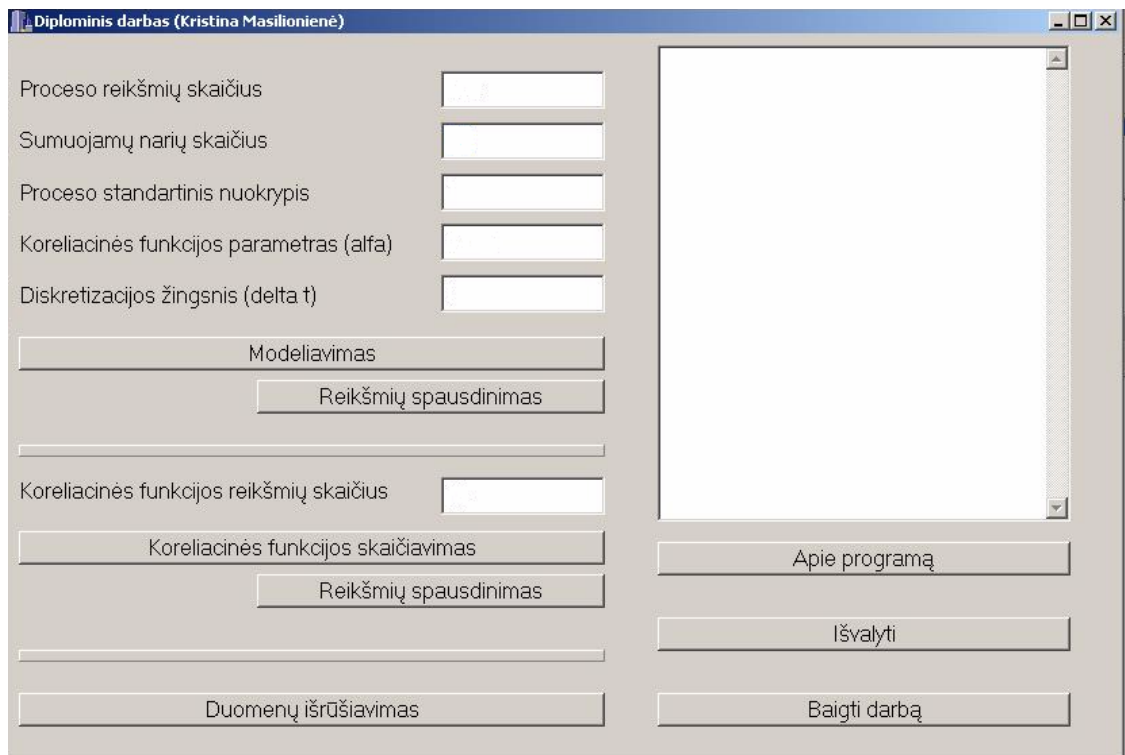 Diplominis darbas (Kristina Masilionienė)
Proceso reikšmių skaičius
Sumuojamų narių skaičius
Proceso standartinis nuokrypis
Koreliacinės funkcijos parametras (alfa)
Diskretizacijos žingsnis (delta t)
Modeliavimas
Reikšmių spausdinimas
Koreliacinės funkcijos reikšmių skaičius
Koreliacinės funkcijos skaičiavimas
Reikšmių spausdinimas
Duomenų išrūšiavimas
Apie programą
Išvalyti
Baigti darbą